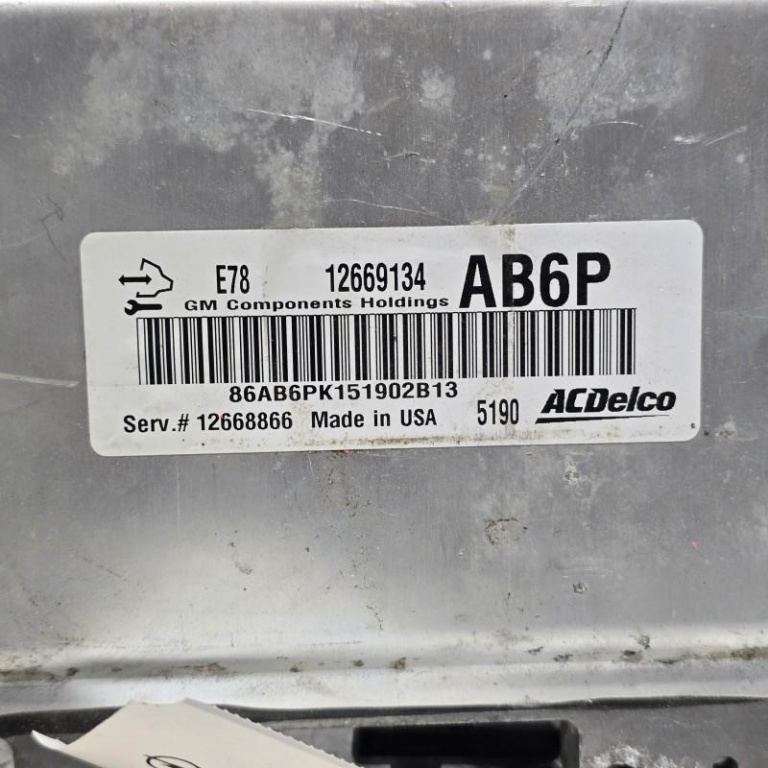 E78 12669134 AB6P
GM Components Holdings
86AB6PK151902B13
Serv.# 12668866 Made in USA 5190 ACDelco